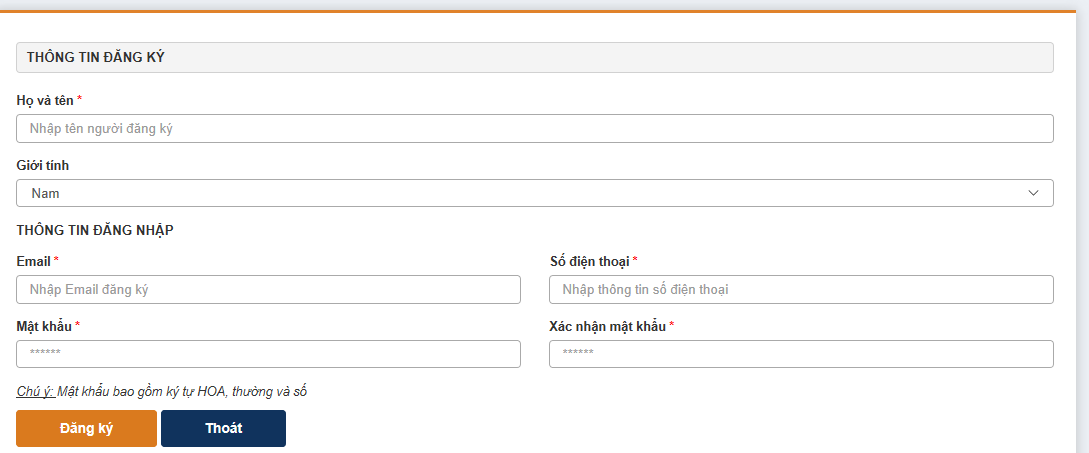 THÔNG TIN ĐĂNG KÝ
Họ và tên *
Nhập tên người đăng ký
Giới tính
Nam
THÔNG TIN ĐĂNG NHẬP
Email *
Số điện thoại *
Nhập Email đăng ký
Nhập thông tin số điện thoại
Mật khẩu *
Xác nhận mật khẩu *
******
******
Chú ý: Mật khẩu bao gồm ký tự HOA, thường và số
Đăng ký
Thoát